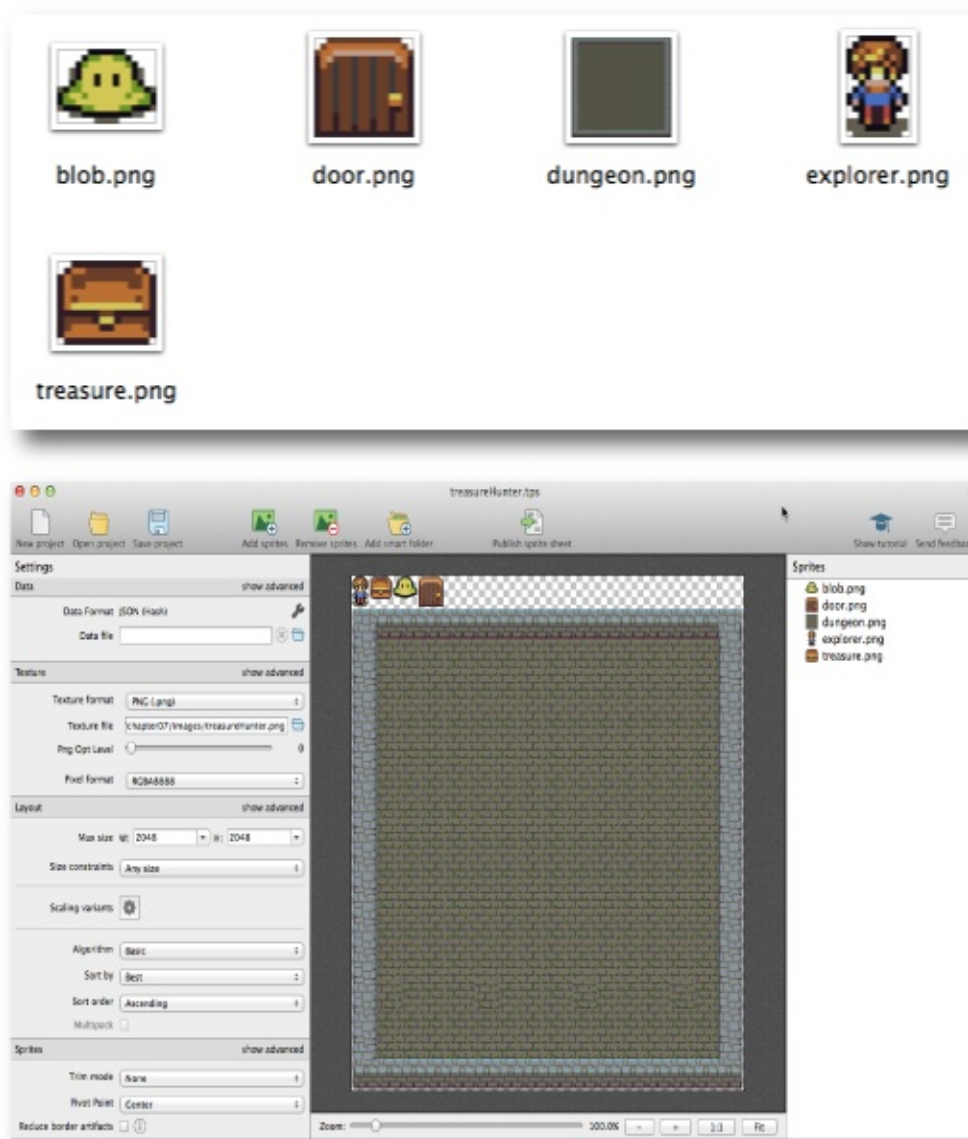 blob.png
door.png
dungeon.png
explorer.png
treasure.png
treasureHunter.tps
New project Open project Save project Add sprites Remove sprites Add smart folder Publish sprite sheet Show tutorial Send feedbac
Settings
Sprites
Data show advanced
blob.png
door.png
dungeon.png
explorer.png
treasure.png
Data Format JSON (Hash)
Data file
Texture show advanced
Texture format PNG (.png)
Texture file chapter07/images/treasureHunter.png
Png Opt Level 0
Pixel format RGBA8888
Layout show advanced
Max size W: 2048 H: 2048
Size constraints Any size
Scaling variants
Algorithm Basic
Sort by Best
Sort order Ascending
Multipack
Sprites show advanced
Trim mode None
Pivot Point Center
Reduce border artifacts
Zoom: 100.0% - + 1:1 Fit